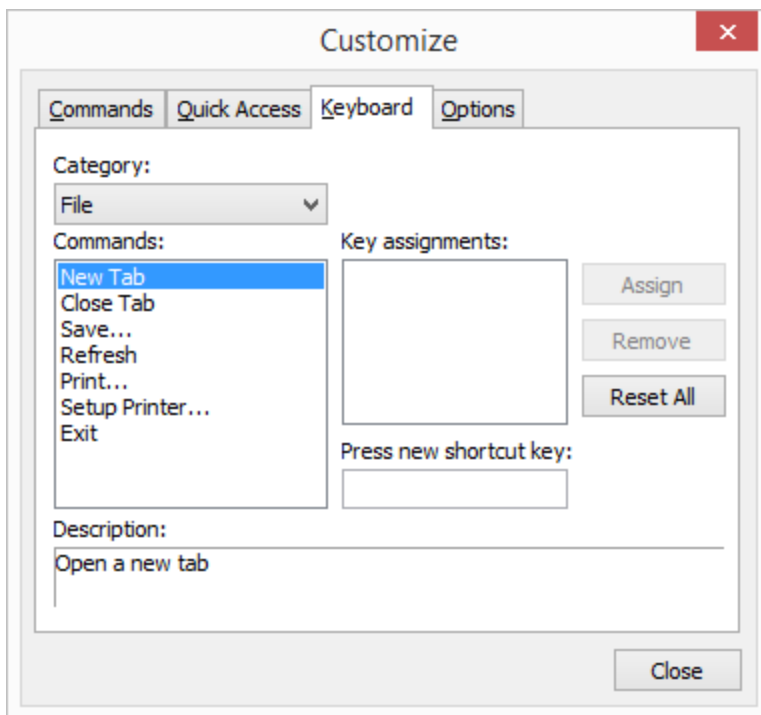 Customize
Commands Quick Access Keyboard Options
Category:
File
Commands:
New Tab
Close Tab
Save...
Refresh
Print...
Setup Printer...
Exit
Key assignments:
Assign
Remove
Reset All
Press new shortcut key:
Description:
Open a new tab
Close